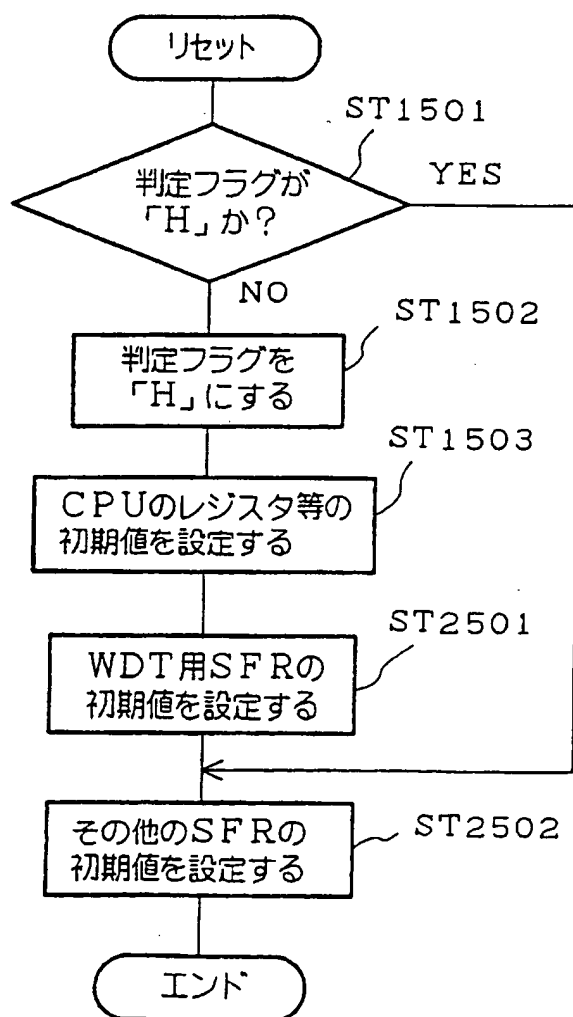 リセット
ST1501
判定フラグが
「H」か?
YES
NO
ST1502
判定フラグを
「H」にする
ST1503
CPUのレジスタ等の
初期値を設定する
ST2501
WDT用SFRの
初期値を設定する
その他のSFRの
初期値を設定する
ST2502
エンド